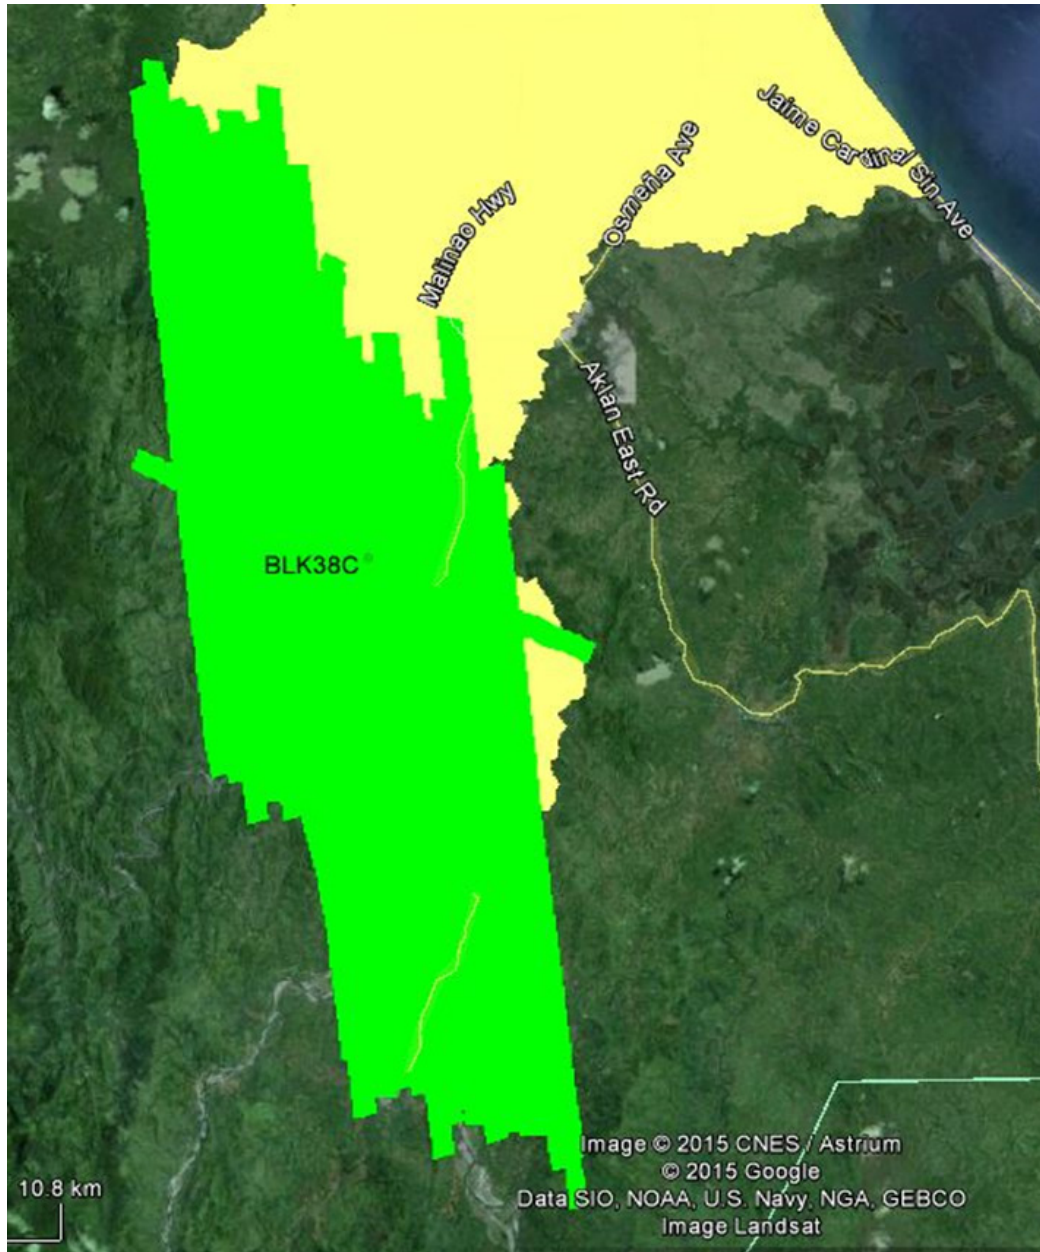 Jaime Cardinal Sin Ave
Osmeña Ave
Malinao Hwy
Aklan East Rd
BLK38C
Image © 2015 CNES / Astrium
© 2015 Google
Data SIO, NOAA, U.S. Navy, NGA, GEBCO
Image Landsat
10.8 km